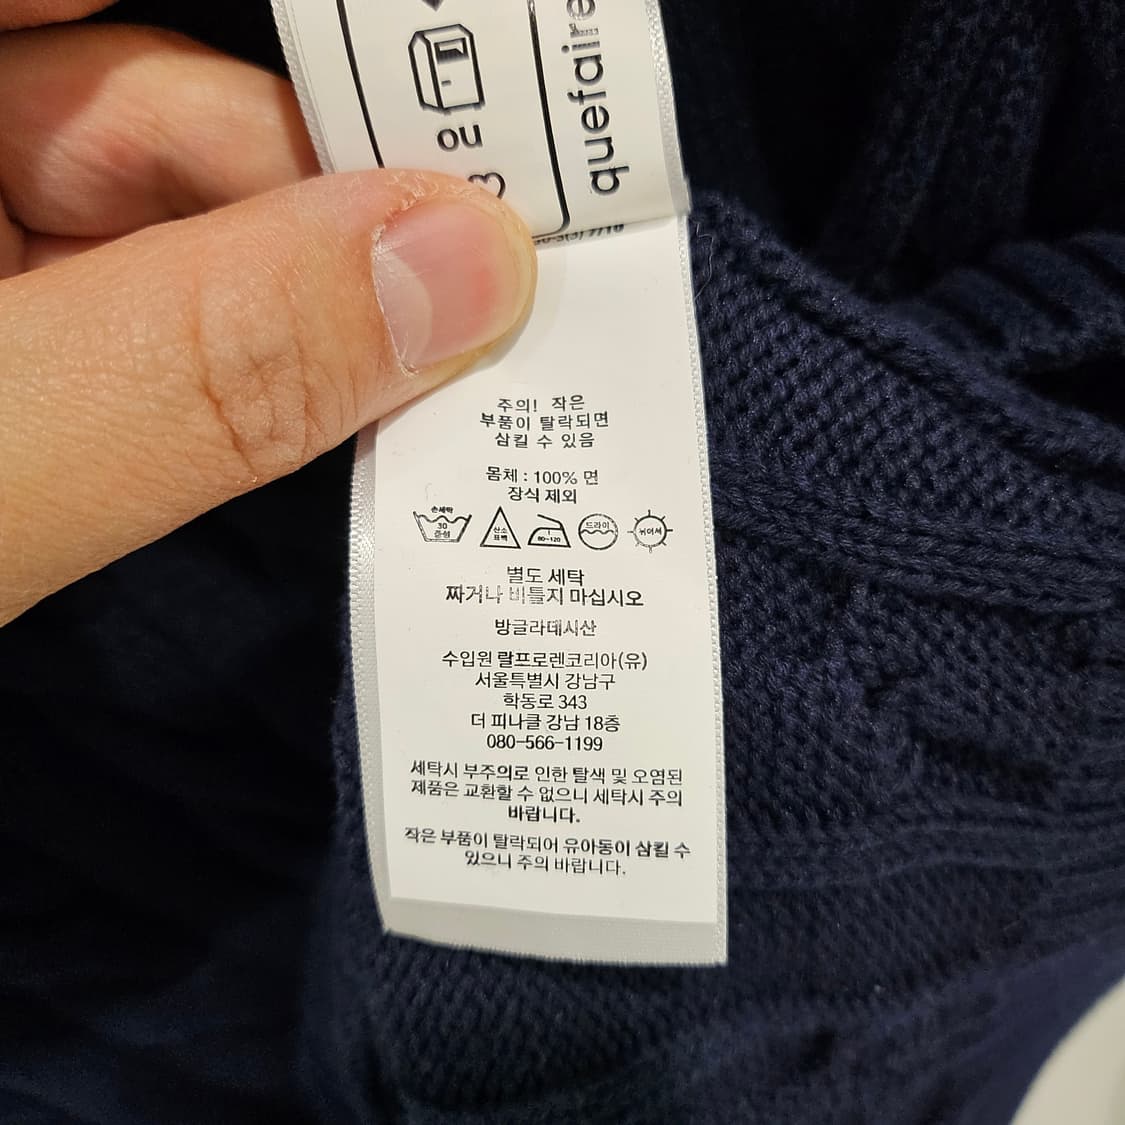 quefaire
주의! 작은
부품이 탈락되면
삼킬 수 있음
몸체 : 100% 면
장식 제외
손세탁
30
중성
산소
표백
80~120
드라이
뉘어서
별도 세탁
짜거나 비틀지 마십시오
방글라데시산
수입원 랄프로렌코리아(유)
서울특별시 강남구
학동로 343
더 피나클 강남 18층
080-566-1199
세탁시 부주의로 인한 탈색 및 오염된
제품은 교환할 수 없으니 세탁시 주의
바랍니다.
작은 부품이 탈락되어 유아동이 삼킬 수
있으니 주의 바랍니다.